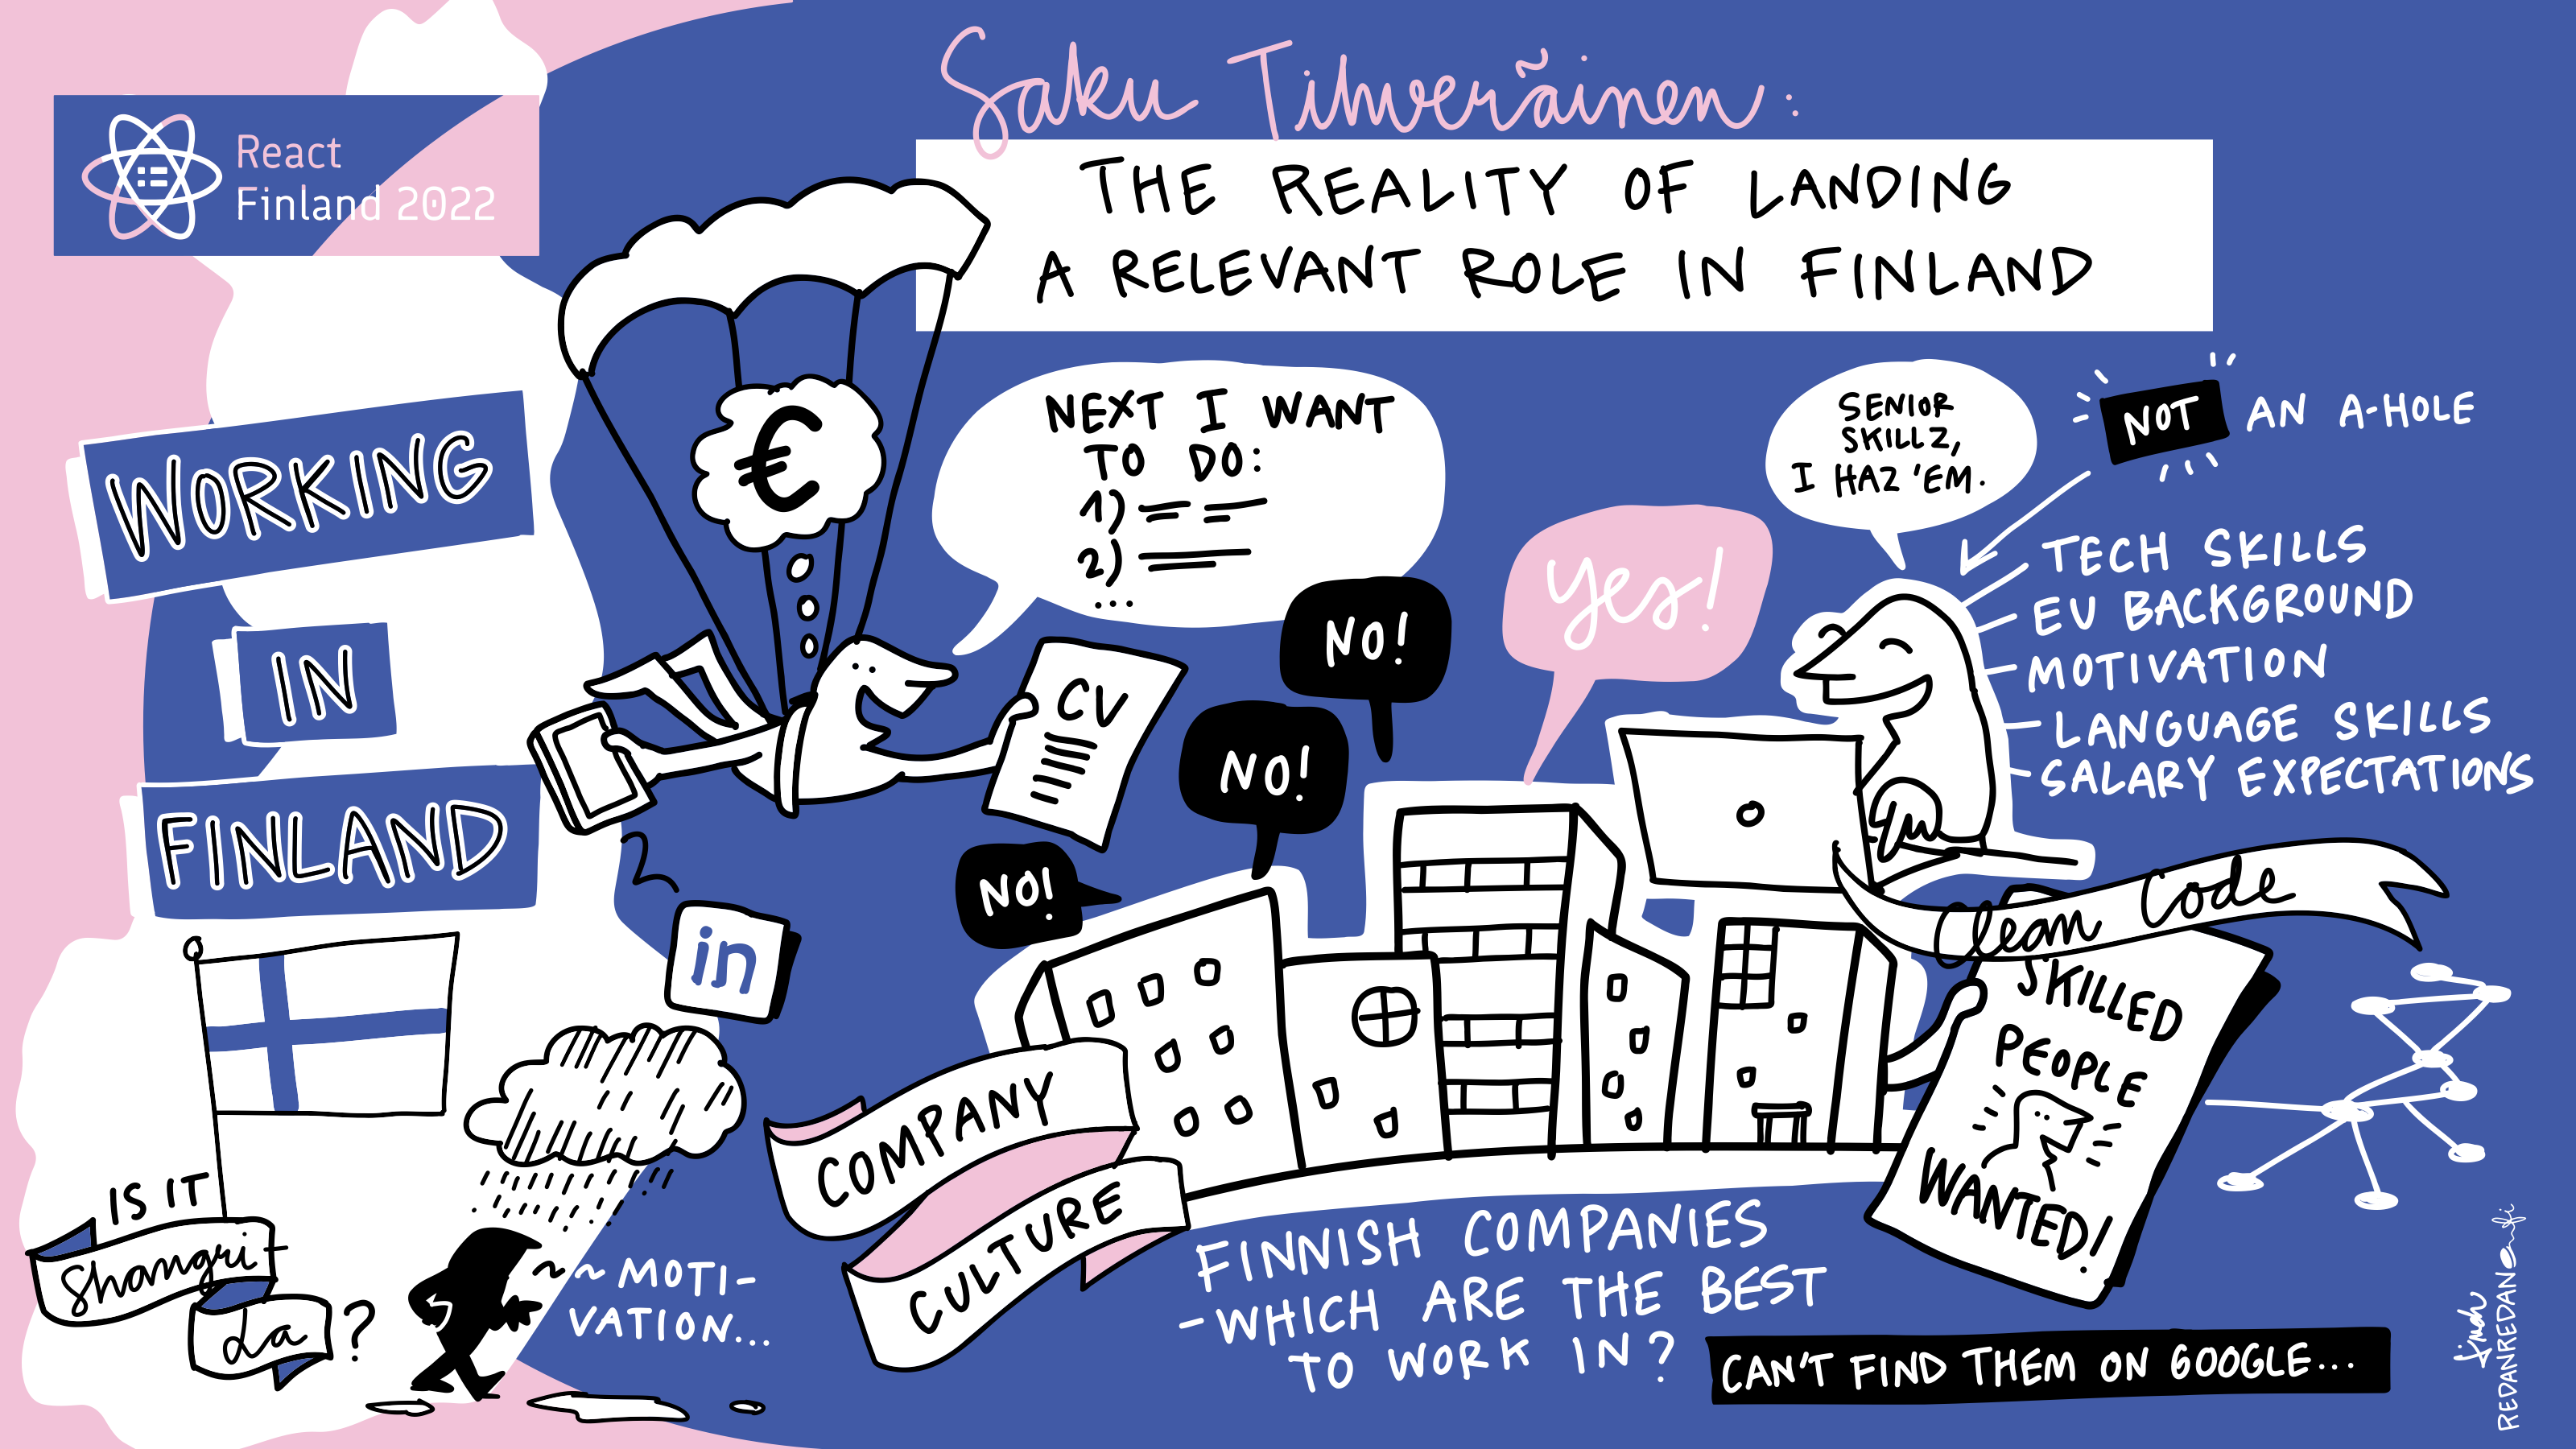 React
Finland 2022
Saku Tihveräinen:
THE REALITY OF LANDING
A RELEVANT ROLE IN FINLAND
WORKING
IN
FINLAND
€
NEXT I WANT
TO DO:
1)
2)
...
CV
in
NO!
NO!
NO!
yes!
SENIOR
SKILLZ,
I HAZ 'EM.
NOT AN A-HOLE
TECH SKILLS
EU BACKGROUND
MOTIVATION
LANGUAGE SKILLS
SALARY EXPECTATIONS
Clean Code
SKILLED
PEOPLE
WANTED!
COMPANY
CULTURE
FINNISH COMPANIES
- WHICH ARE THE BEST
TO WORK IN?
CAN'T FIND THEM ON GOOGLE...
IS IT
Shangri-
La?
~~MOTI-
VATION...
REDANREDAN